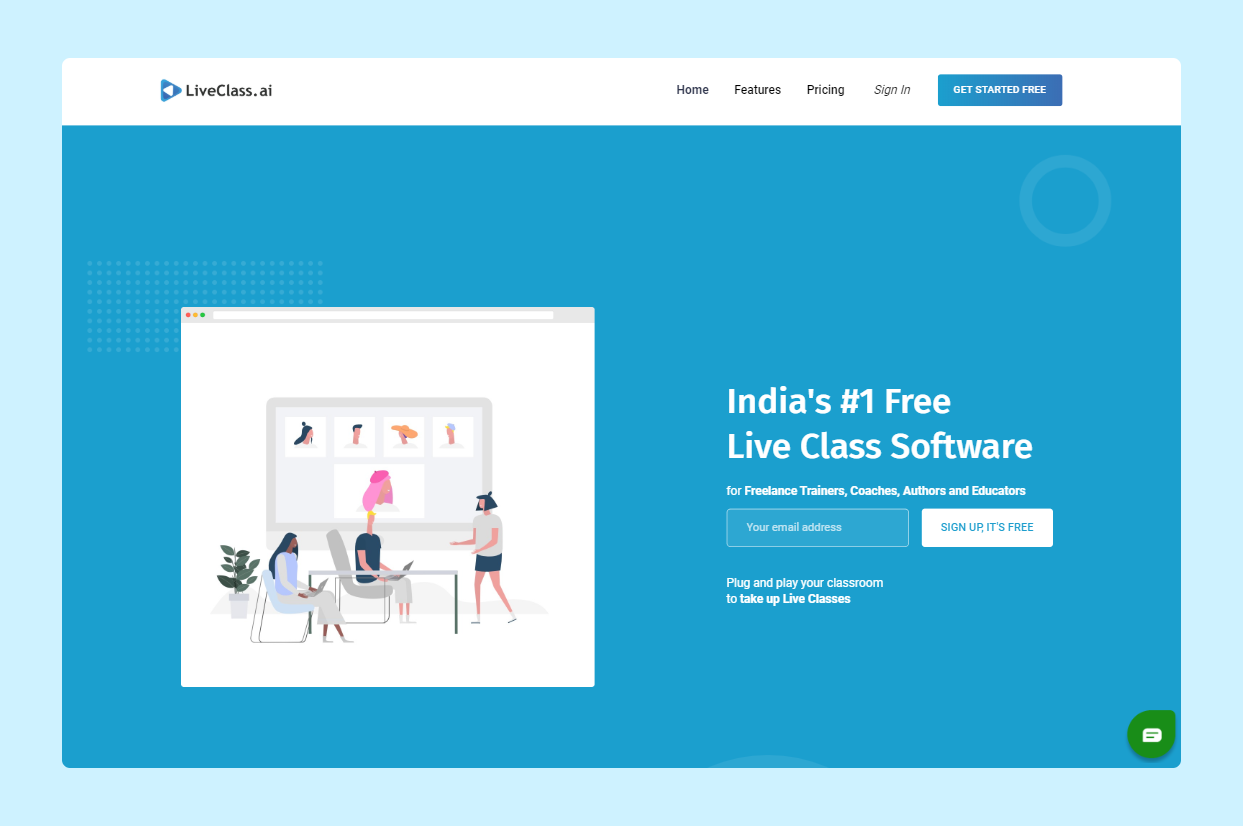 LiveClass.ai
Home Features Pricing Sign In GET STARTED FREE
India's #1 Free
Live Class Software
for Freelance Trainers, Coaches, Authors and Educators
Your email address SIGN UP, IT'S FREE
Plug and play your classroom
to take up Live Classes